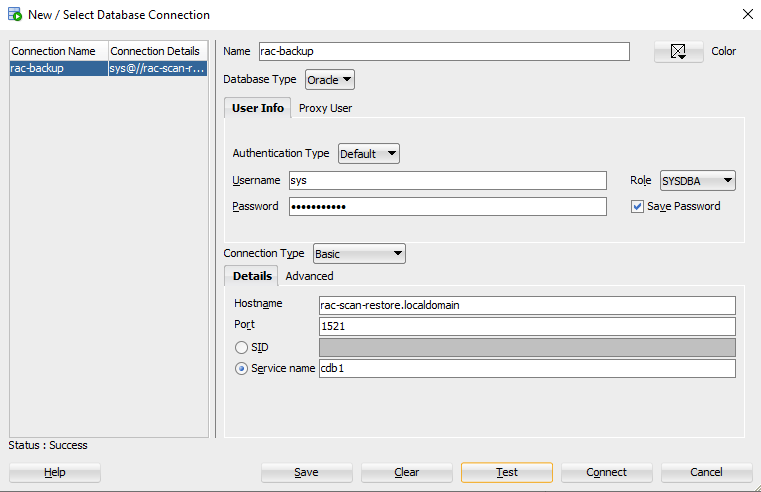 New / Select Database Connection
Connection Name Connection Details
rac-backup sys@//rac-scan-r...
Name rac-backup Color
Database Type Oracle
User Info Proxy User
Authentication Type Default
Username sys Role SYSDBA
Password ••••••••••• Save Password
Connection Type Basic
Details Advanced
Hostname rac-scan-restore.localdomain
Port 1521
SID
Service name cdb1
Status : Success
Help Save Clear Test Connect Cancel